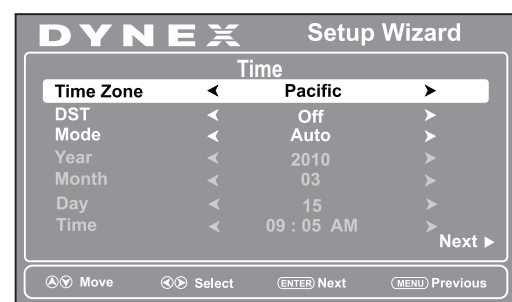 DYNEX Setup Wizard
Time
Time Zone Pacific
DST Off
Mode Auto
Year 2010
Month 03
Day 15
Time 09 : 05 AM
Next
Move Select ENTER Next MENU Previous